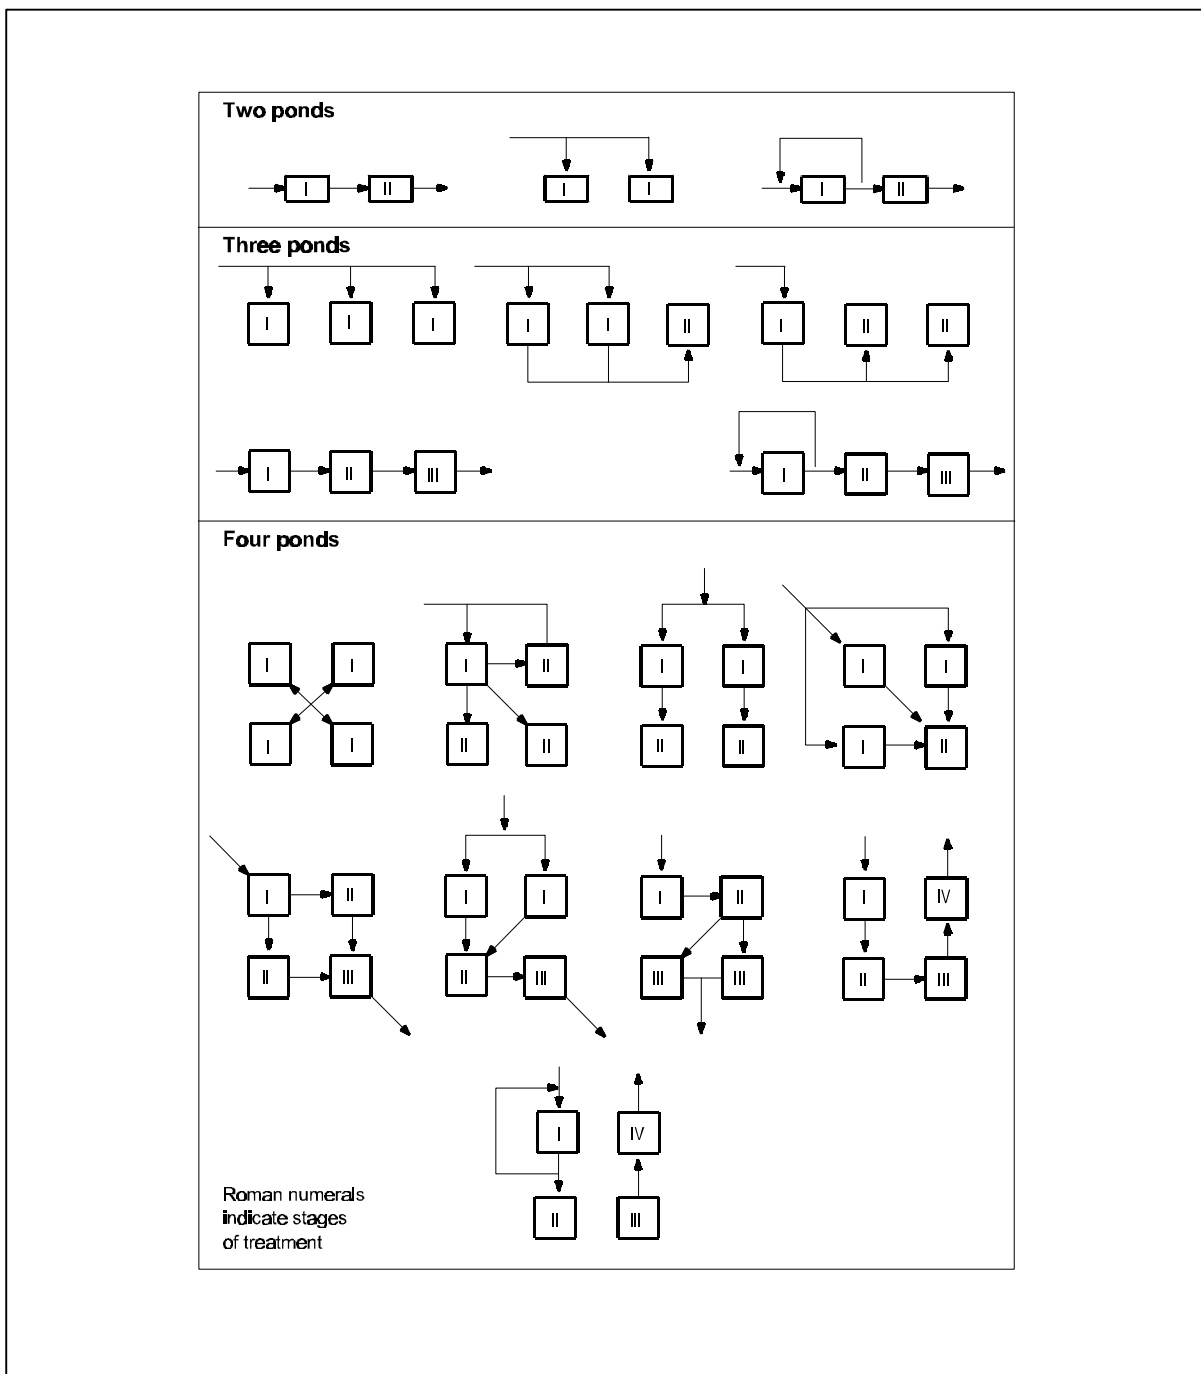 Two ponds
I II I I I II
Three ponds
I I I I I II I II II
I II III I II III
Four ponds
I I I II I I I I
I I II II II II I II
I II I I I II I IV
II III II III III III II III
I IV
II III
Roman numerals
indicate stages
of treatment